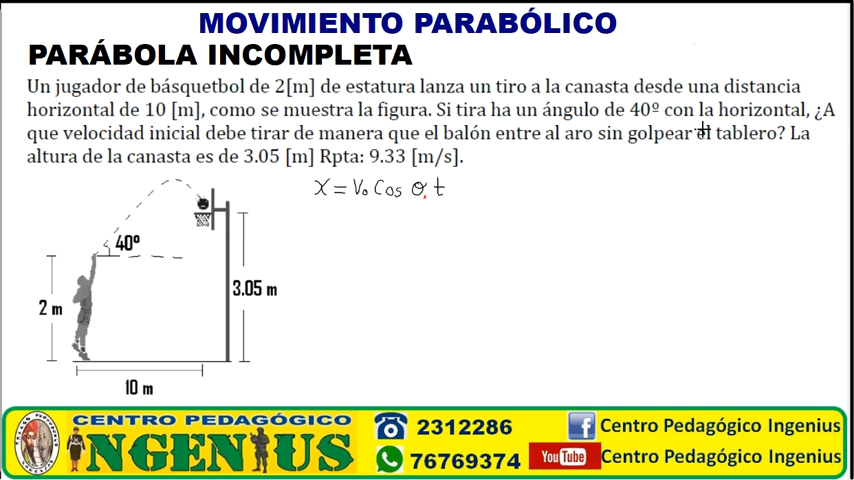 MOVIMIENTO PARABÓLICO
PARÁBOLA INCOMPLETA
Un jugador de básquetbol de 2[m] de estatura lanza un tiro a la canasta desde una distancia
horizontal de 10 [m], como se muestra la figura. Si tira ha un ángulo de 40º con la horizontal, ¿A
que velocidad inicial debe tirar de manera que el balón entre al aro sin golpear el tablero? La
altura de la canasta es de 3.05 [m] Rpta: 9.33 [m/s].
X = V₀ Cos θ t
40º
3.05 m
2 m
10 m
CENTRO PEDAGÓGICO
INGENIUS
2312286
76769374
f Centro Pedagógico Ingenius
YouTube Centro Pedagógico Ingenius